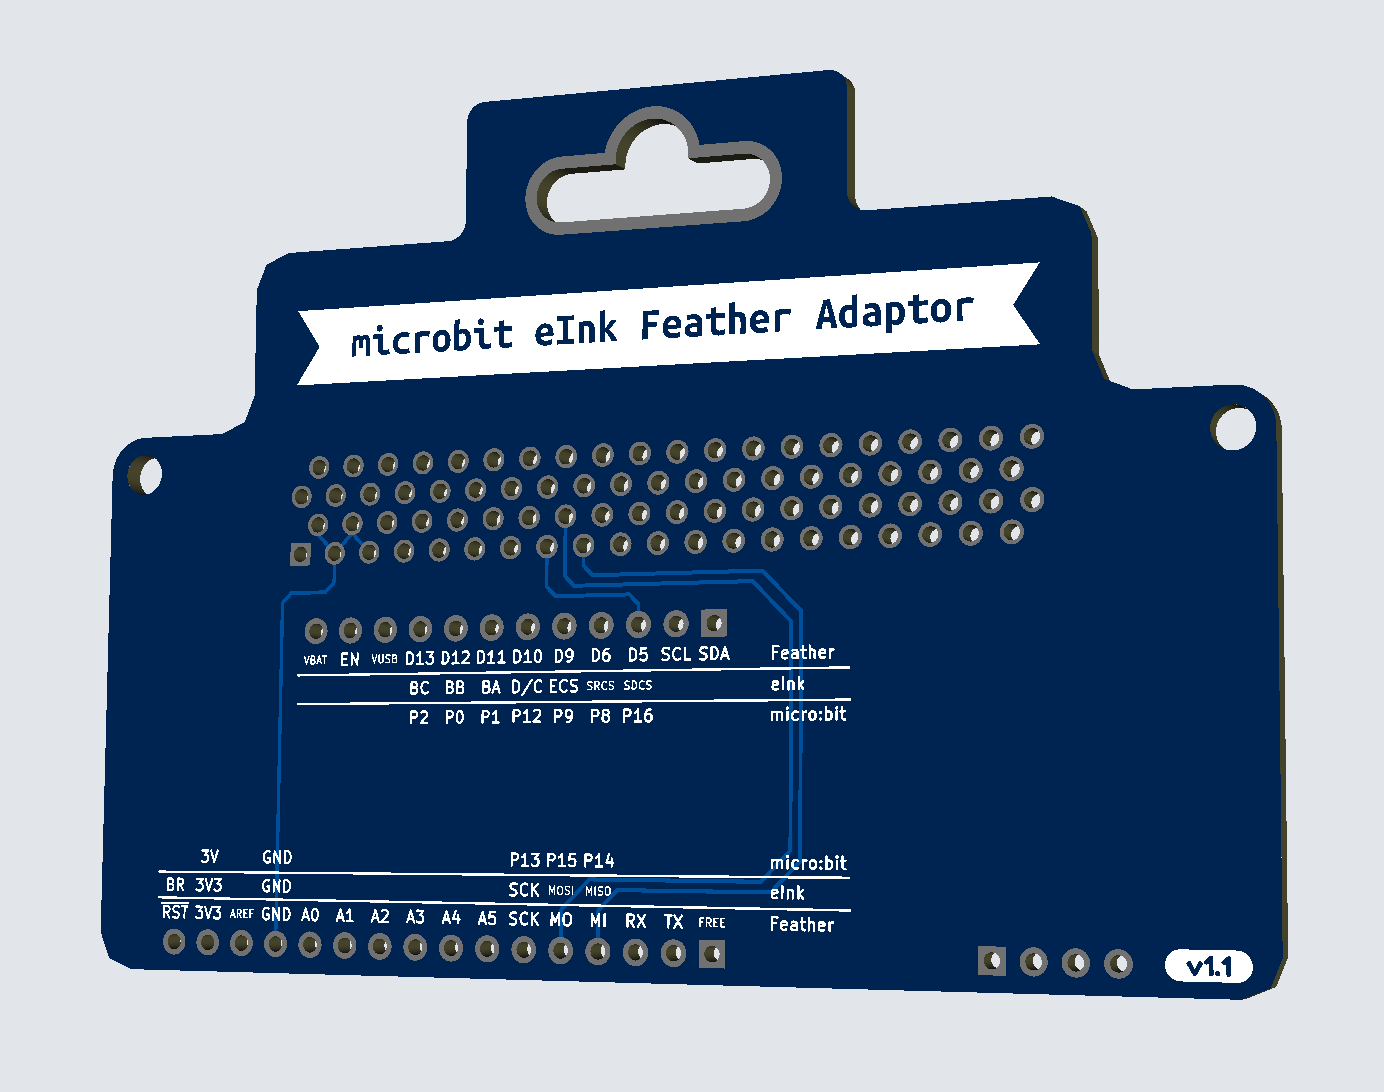 microbit eInk Feather Adaptor
VBAT EN VUSB D13 D12 D11 D10 D9 D6 D5 SCL SDA Feather
BC BB BA D/C ECS SRCS SDCS eInk
P2 P0 P1 P12 P9 P8 P16 micro:bit
3V GND P13 P15 P14 micro:bit
BR 3V3 GND SCK MOSI MISO eInk
RST 3V3 AREF GND A0 A1 A2 A3 A4 A5 SCK MO MI RX TX FREE Feather
v1.1